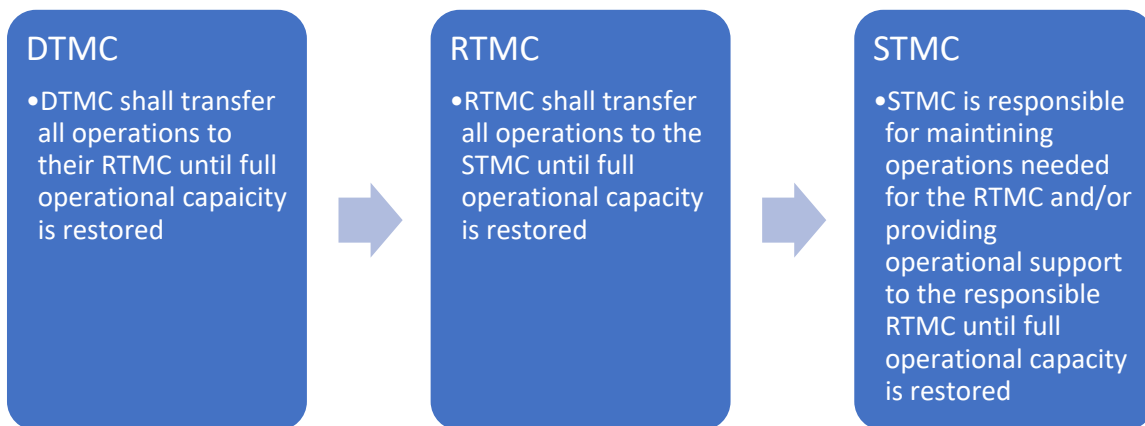 DTMC
•DTMC shall transfer
all operations to
their RTMC until full
operational capaicity
is restored
RTMC
•RTMC shall transfer
all operations to the
STMC until full
operational capacity
is restored
STMC
•STMC is responsible
for maintining
operations needed
for the RTMC and/or
providing
operational support
to the responsible
RTMC until full
operational capacity
is restored